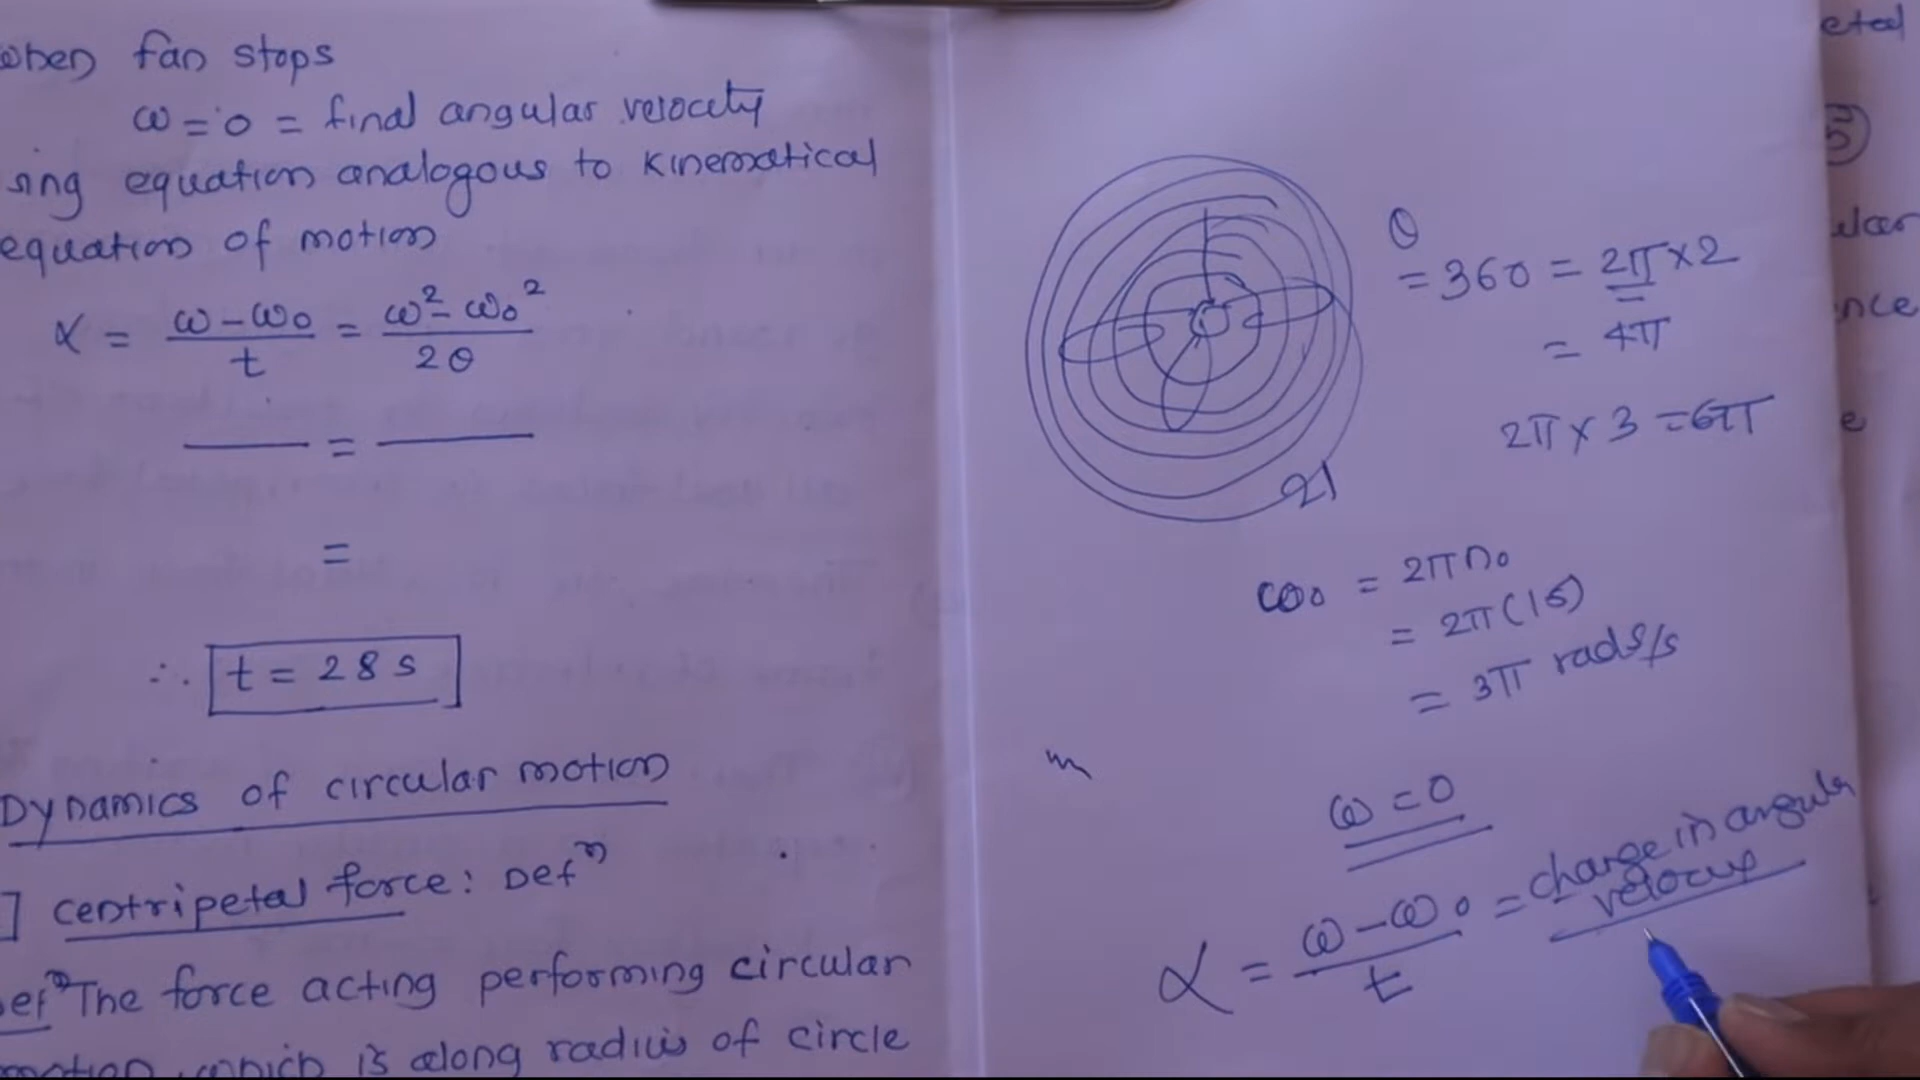 when fan stops
ω = 0 = final angular velocity
sing equation analogous to kinematical
equation of motion
α = (ω - ω₀)/t = (ω² - ω₀²)/2θ
=
=
∴ t = 28 s
Dynamics of circular motion
] centripetal force : Defⁿ
Defⁿ The force acting performing circular
motion which is along radius of circle
θ
= 360 = 2π × 2
= 4π
2π × 3 = 6π
21
ω₀ = 2πn₀
= 2π(15)
= 3π rads/s
ω = 0
α = (ω - ω₀)/t = change in angular
velocity
etal
5
ular
nce
e